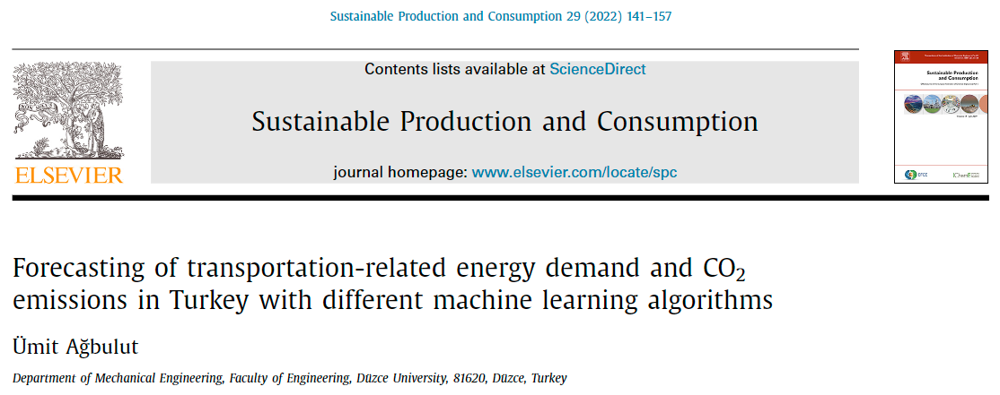 Sustainable Production and Consumption 29 (2022) 141–157
Contents lists available at ScienceDirect
Sustainable Production and Consumption
journal homepage: www.elsevier.com/locate/spc
ELSEVIER
Sustainable Production
and Consumption
Forecasting of transportation-related energy demand and CO2
emissions in Turkey with different machine learning algorithms
Ümit Ağbulut
Department of Mechanical Engineering, Faculty of Engineering, Düzce University, 81620, Düzce, Turkey